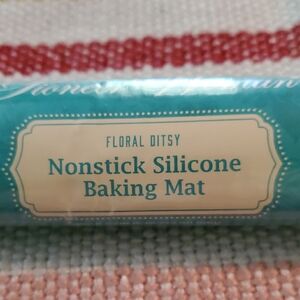 FLORAL DITSY
Nonstick Silicone
Baking Mat